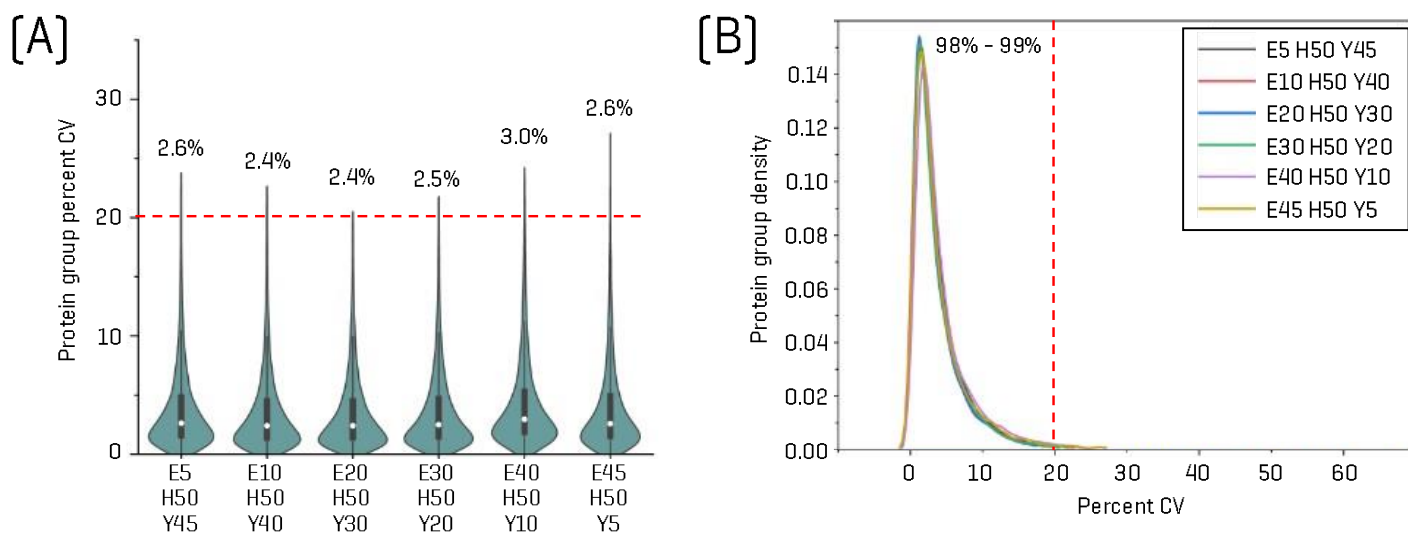 [A]
Protein group percent CV
30
20
10
0
2.6%
2.4%
2.4%
2.5%
3.0%
2.6%
E5 E10 E20 E30 E40 E45
H50 H50 H50 H50 H50 H50
Y45 Y40 Y30 Y20 Y10 Y5
[B]
Protein group density
0.14
0.12
0.10
0.08
0.06
0.04
0.02
0.00
98% - 99%
E5 H50 Y45
E10 H50 Y40
E20 H50 Y30
E30 H50 Y20
E40 H50 Y10
E45 H50 Y5
0 10 20 30 40 50 60
Percent CV